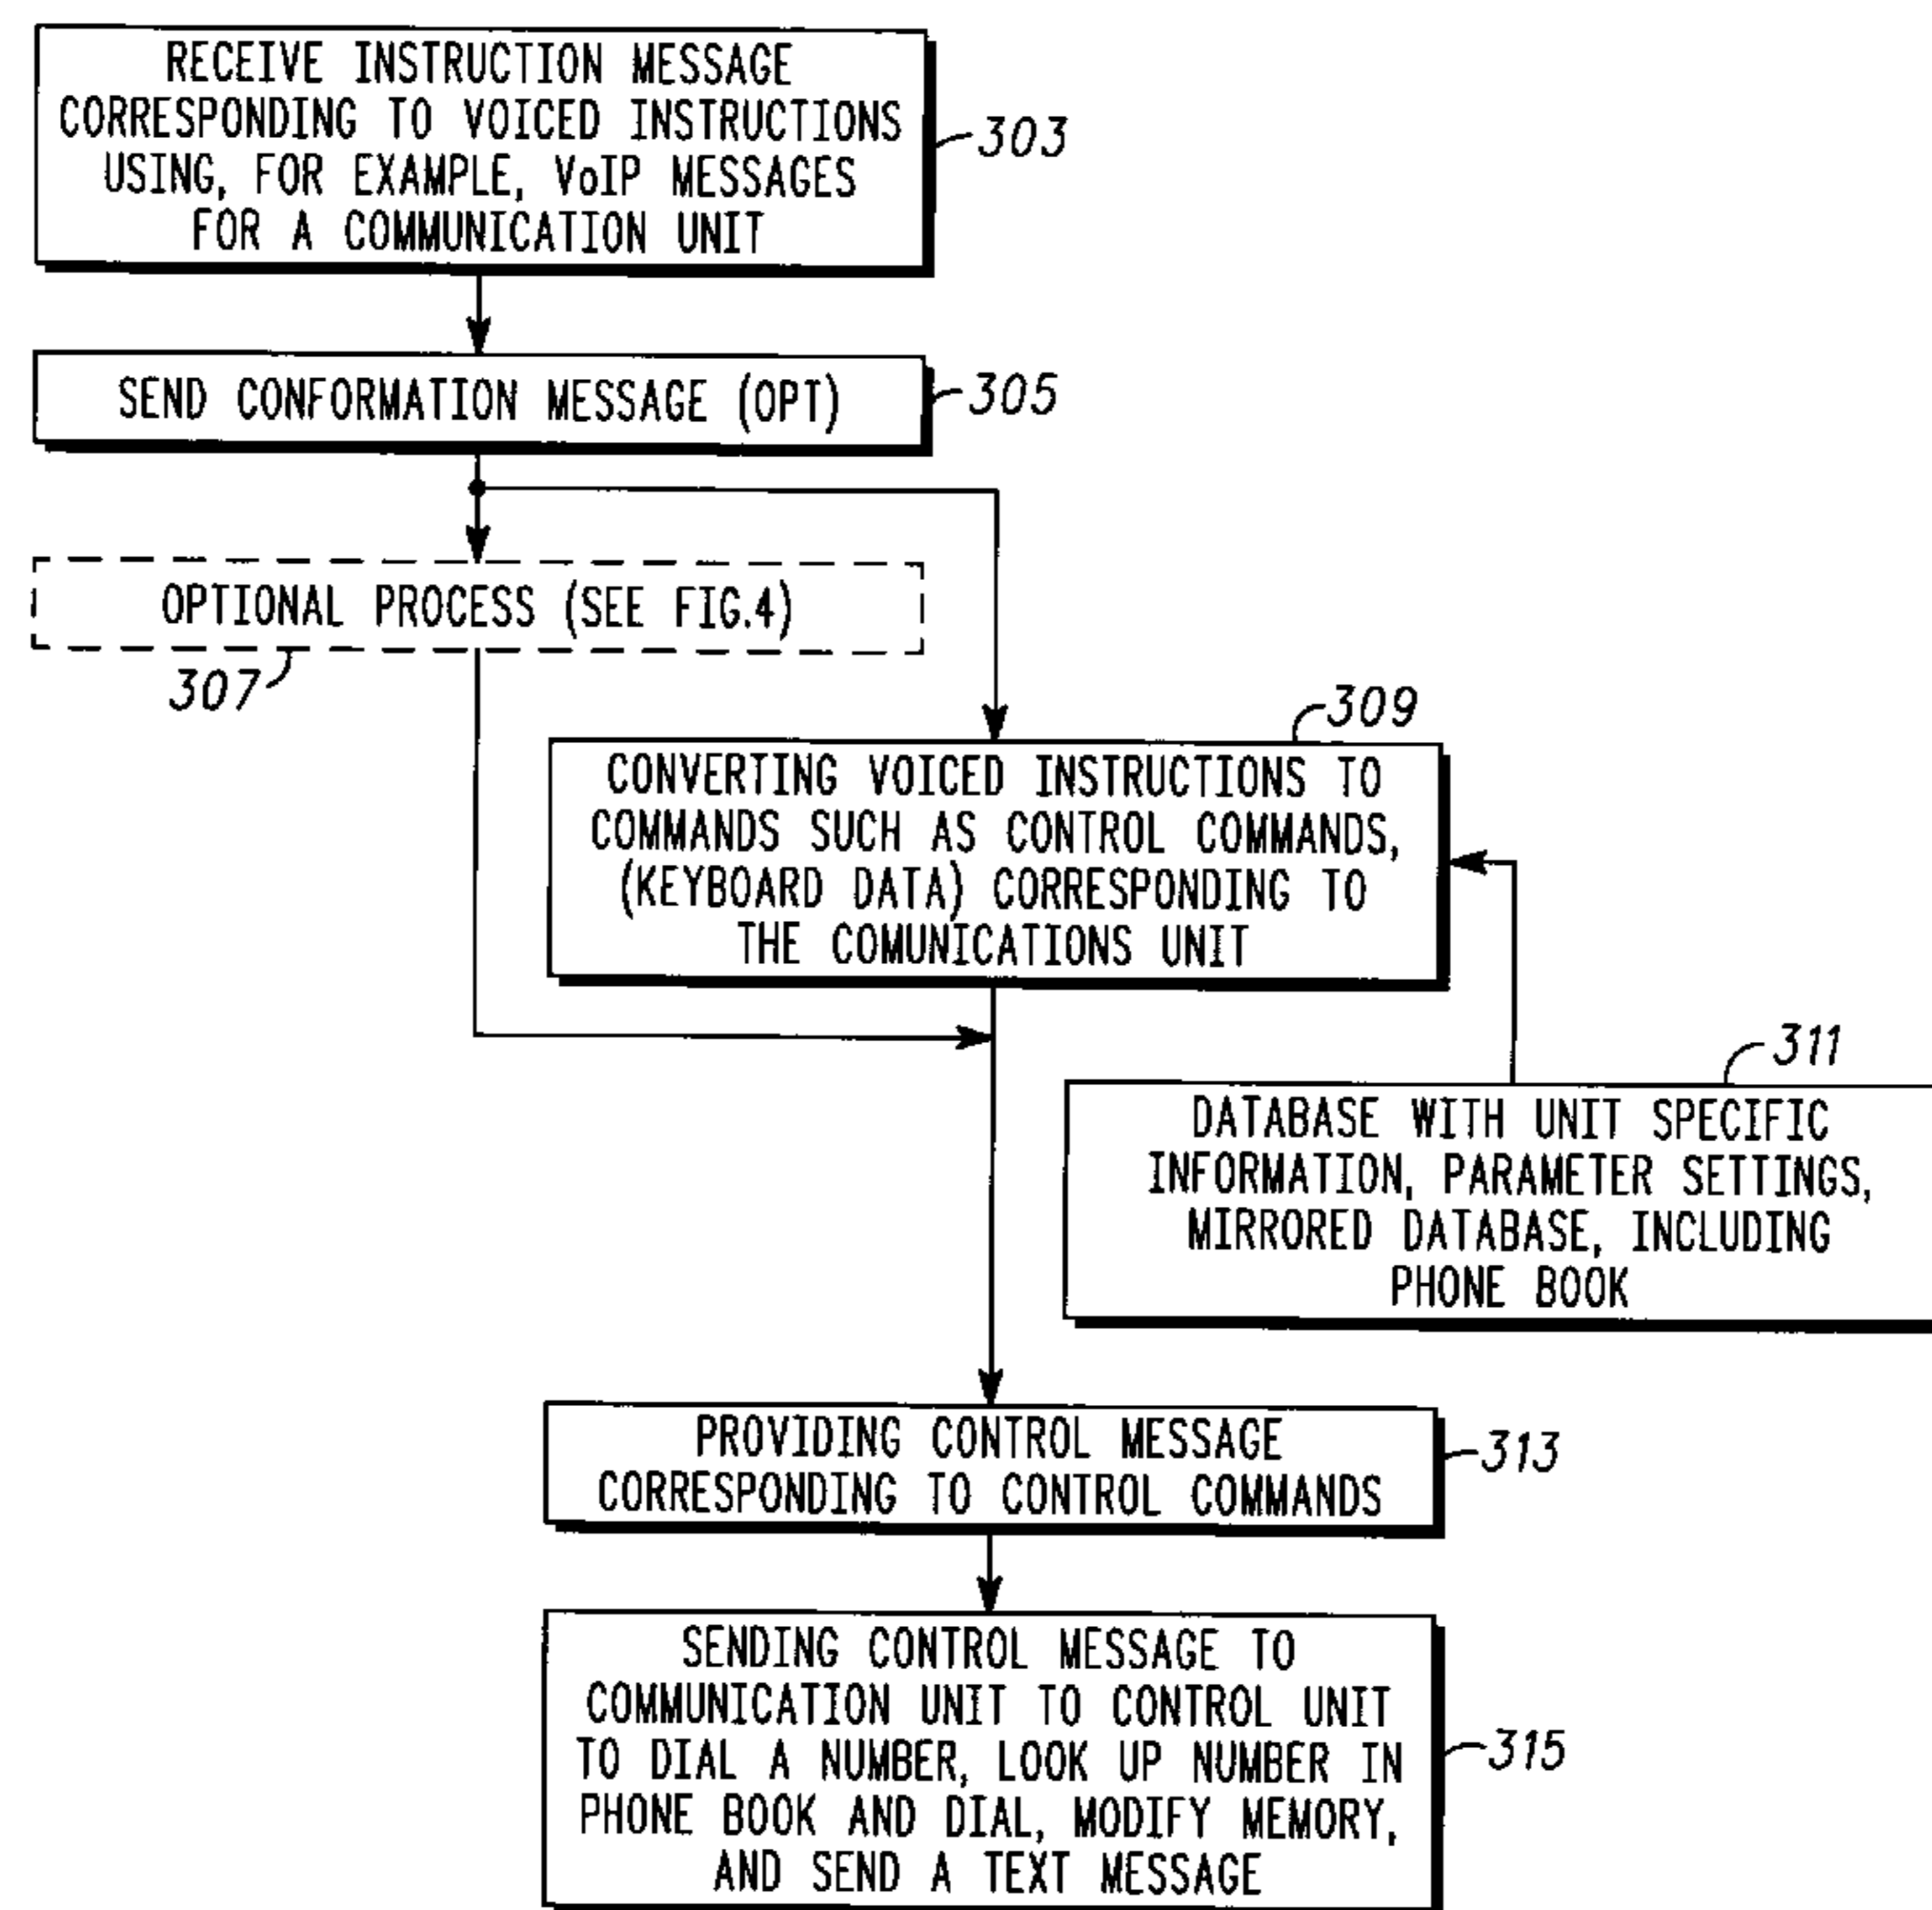 RECEIVE INSTRUCTION MESSAGE
CORRESPONDING TO VOICED INSTRUCTIONS
USING, FOR EXAMPLE, VoIP MESSAGES
FOR A COMMUNICATION UNIT
303
SEND CONFORMATION MESSAGE (OPT)
305
OPTIONAL PROCESS (SEE FIG.4)
307
309
CONVERTING VOICED INSTRUCTIONS TO
COMMANDS SUCH AS CONTROL COMMANDS,
(KEYBOARD DATA) CORRESPONDING TO
THE COMUNICATIONS UNIT
311
DATABASE WITH UNIT SPECIFIC
INFORMATION, PARAMETER SETTINGS,
MIRRORED DATABASE, INCLUDING
PHONE BOOK
PROVIDING CONTROL MESSAGE
CORRESPONDING TO CONTROL COMMANDS
313
SENDING CONTROL MESSAGE TO
COMMUNICATION UNIT TO CONTROL UNIT
TO DIAL A NUMBER, LOOK UP NUMBER IN
PHONE BOOK AND DIAL, MODIFY MEMORY,
AND SEND A TEXT MESSAGE
315